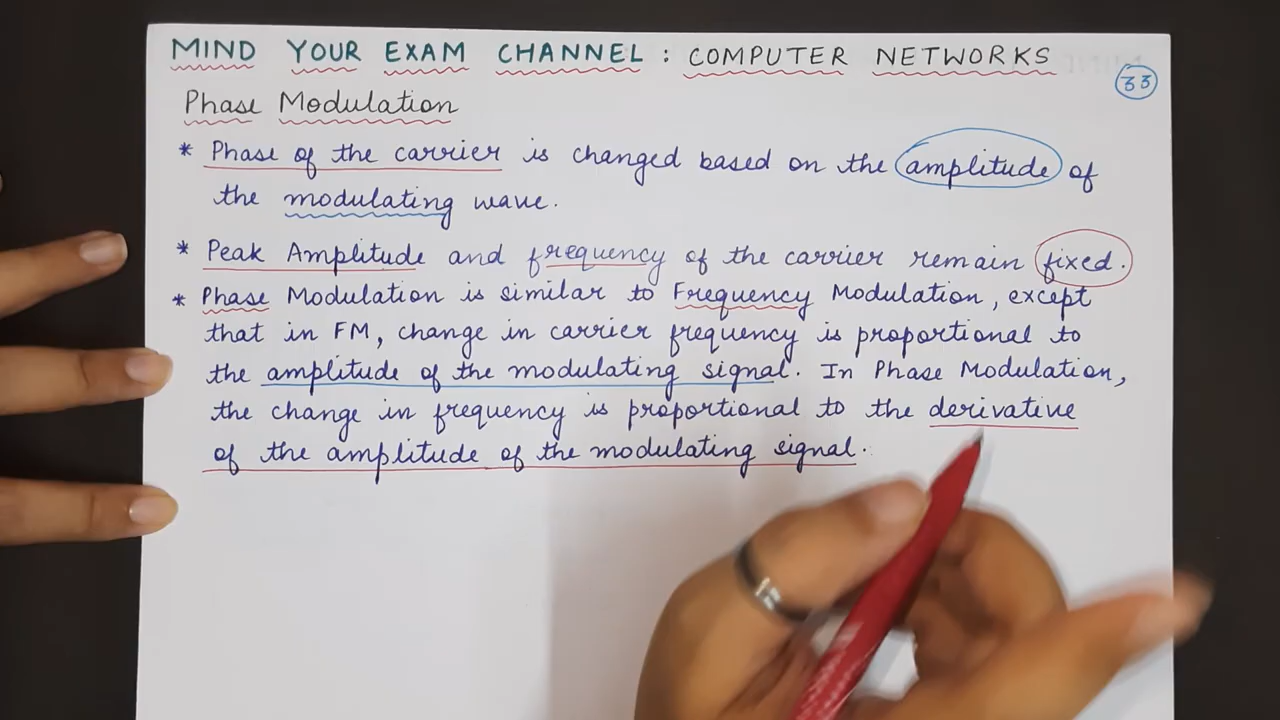 MIND YOUR EXAM CHANNEL : COMPUTER NETWORKS
33
Phase Modulation
* Phase of the carrier is changed based on the amplitude of
the modulating wave.
* Peak Amplitude and frequency of the carrier remain fixed.
* Phase Modulation is similar to Frequency Modulation, except
that in FM, change in carrier frequency is proportional to
the amplitude of the modulating signal. In Phase Modulation,
the change in frequency is proportional to the derivative
of the amplitude of the modulating signal.